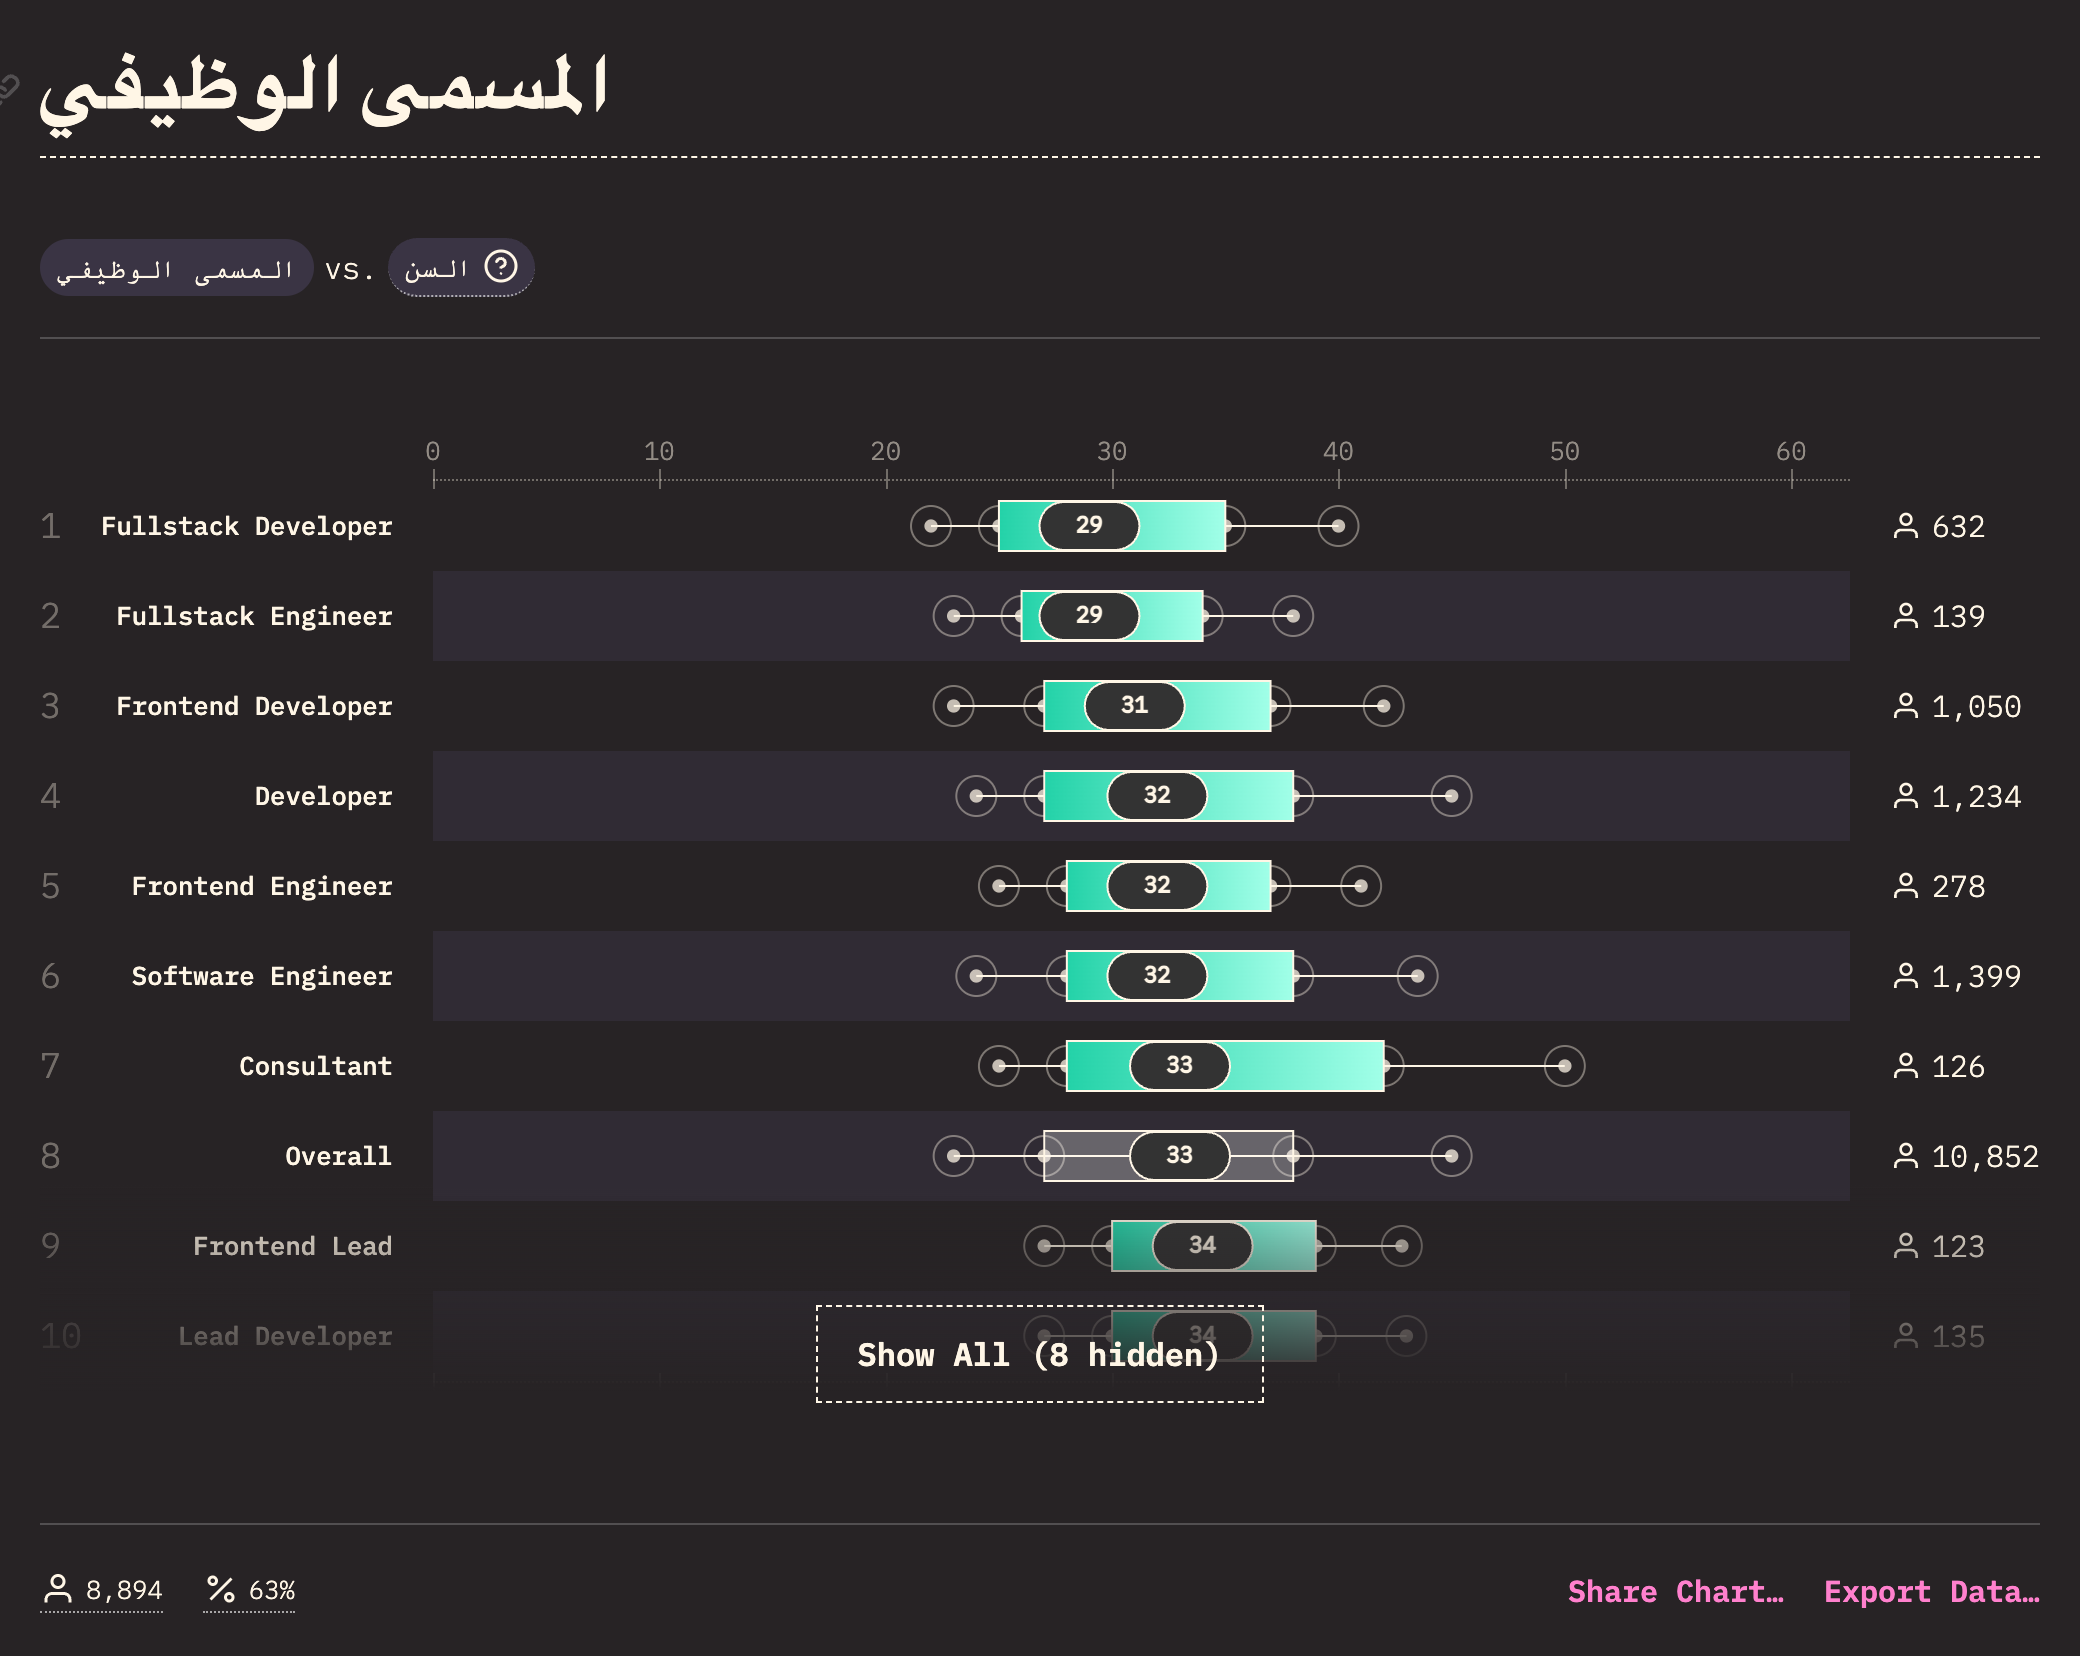 المسمى الوظيفي
المسمى الوظيفي vs. السن
0 10 20 30 40 50 60
1 Fullstack Developer 29 632
2 Fullstack Engineer 29 139
3 Frontend Developer 31 1,050
4 Developer 32 1,234
5 Frontend Engineer 32 278
6 Software Engineer 32 1,399
7 Consultant 33 126
8 Overall 33 10,852
9 Frontend Lead 34 123
10 Lead Developer 34 135
Show All (8 hidden)
8,894 63% Share Chart… Export Data…